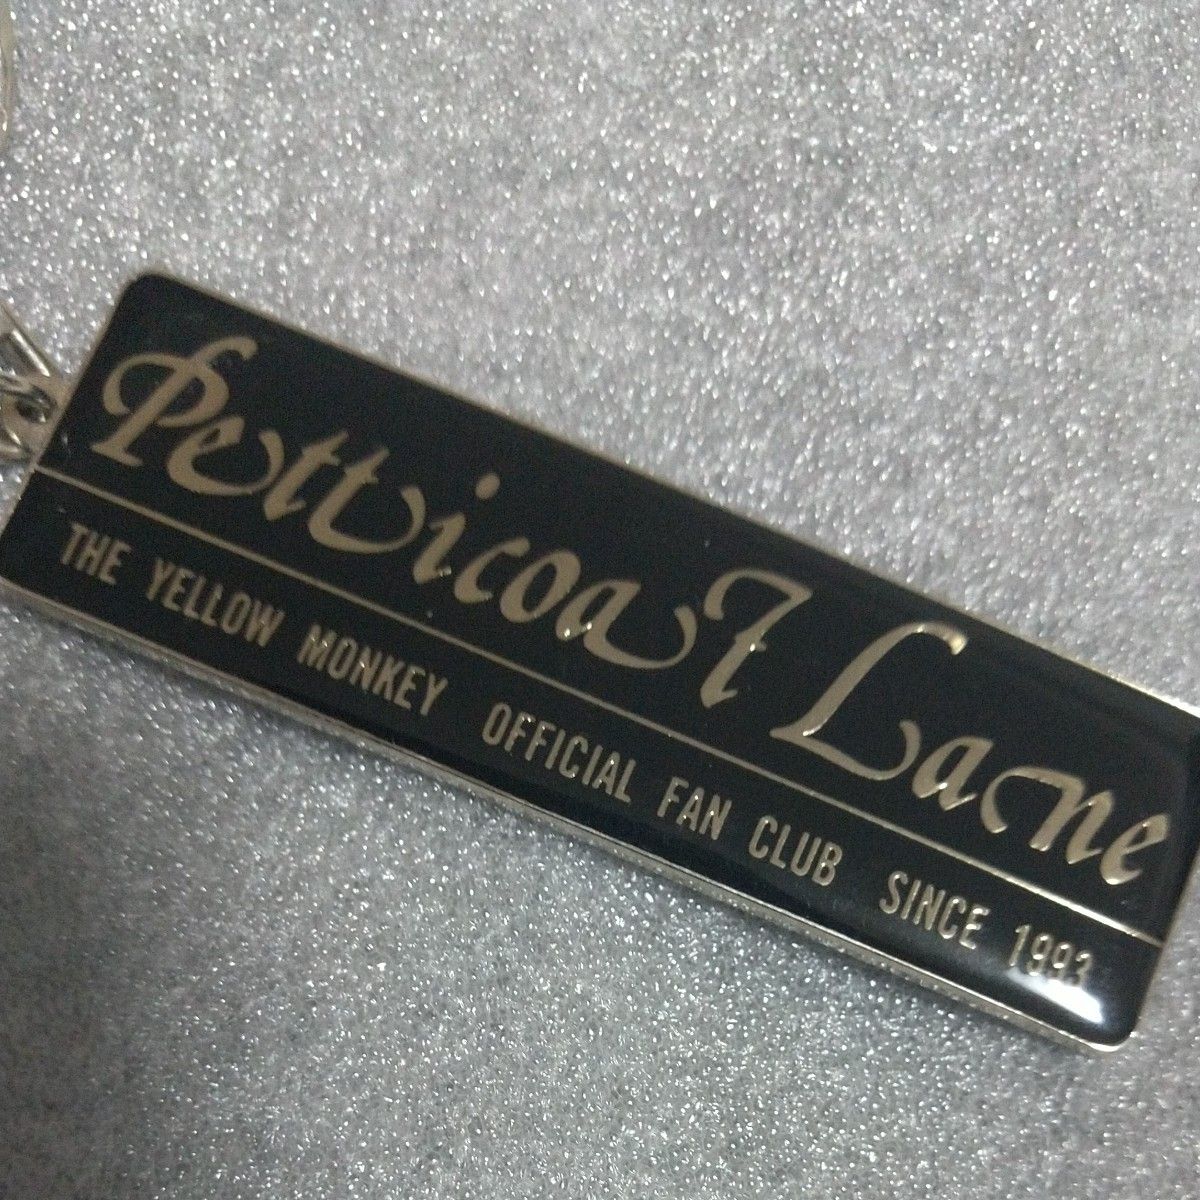 Petticoat Lane
THE YELLOW MONKEY OFFICIAL FAN CLUB SINCE 1993